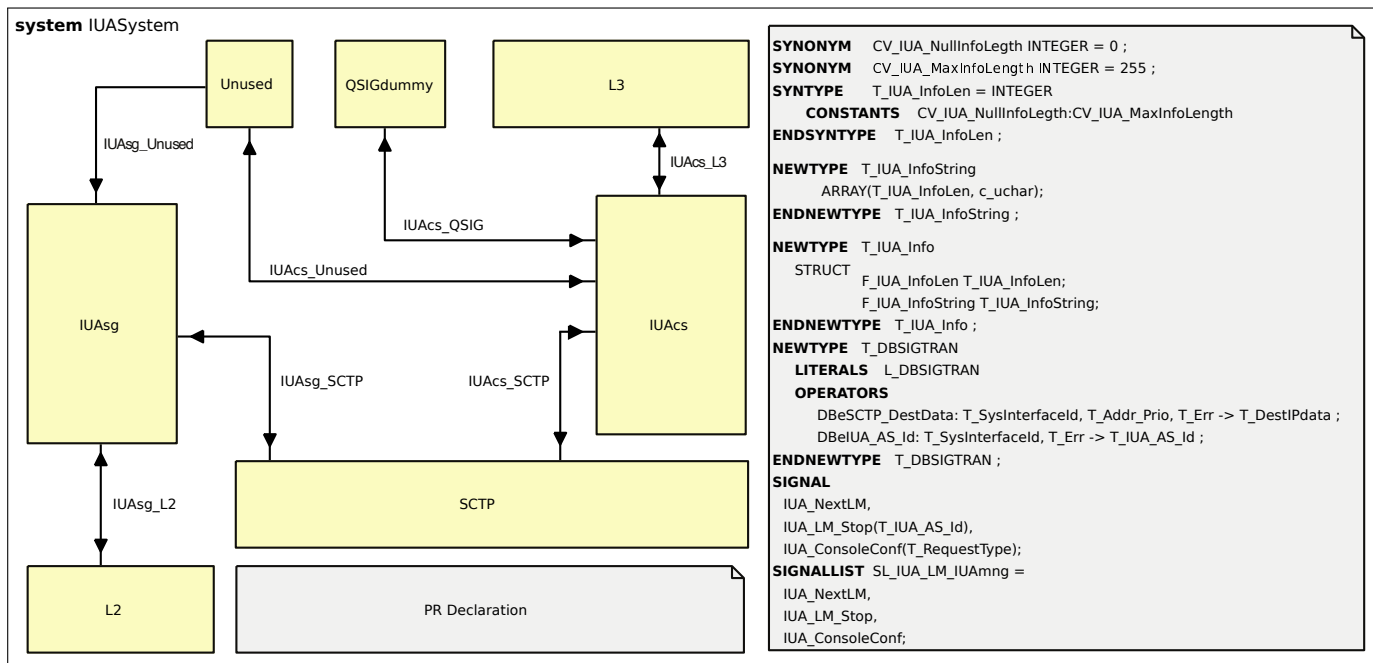 system IUASystem
Unused
QSIGdummy
L3
IUAsg_Unused
IUAcs_L3
IUAcs_QSIG
IUAcs_Unused
IUAsg
IUAcs
IUAsg_SCTP
IUAcs_SCTP
IUAsg_L2
SCTP
L2
PR Declaration
SYNONYM CV_IUA_NullInfoLegth INTEGER = 0 ;
SYNONYM CV_IUA_MaxInfoLength INTEGER = 255 ;
SYNTYPE T_IUA_InfoLen = INTEGER
CONSTANTS CV_IUA_NullInfoLegth:CV_IUA_MaxInfoLength
ENDSYNTYPE T_IUA_InfoLen ;
NEWTYPE T_IUA_InfoString
ARRAY(T_IUA_InfoLen, c_uchar);
ENDNEWTYPE T_IUA_InfoString ;
NEWTYPE T_IUA_Info
STRUCT
F_IUA_InfoLen T_IUA_InfoLen;
F_IUA_InfoString T_IUA_InfoString;
ENDNEWTYPE T_IUA_Info ;
NEWTYPE T_DBSIGTRAN
LITERALS L_DBSIGTRAN
OPERATORS
DBeSCTP_DestData: T_SysInterfaceId, T_Addr_Prio, T_Err -> T_DestIPdata ;
DBeIUA_AS_Id: T_SysInterfaceId, T_Err -> T_IUA_AS_Id ;
ENDNEWTYPE T_DBSIGTRAN ;
SIGNAL
IUA_NextLM,
IUA_LM_Stop(T_IUA_AS_Id),
IUA_ConsoleConf(T_RequestType);
SIGNALLIST SL_IUA_LM_IUAmng =
IUA_NextLM,
IUA_LM_Stop,
IUA_ConsoleConf;